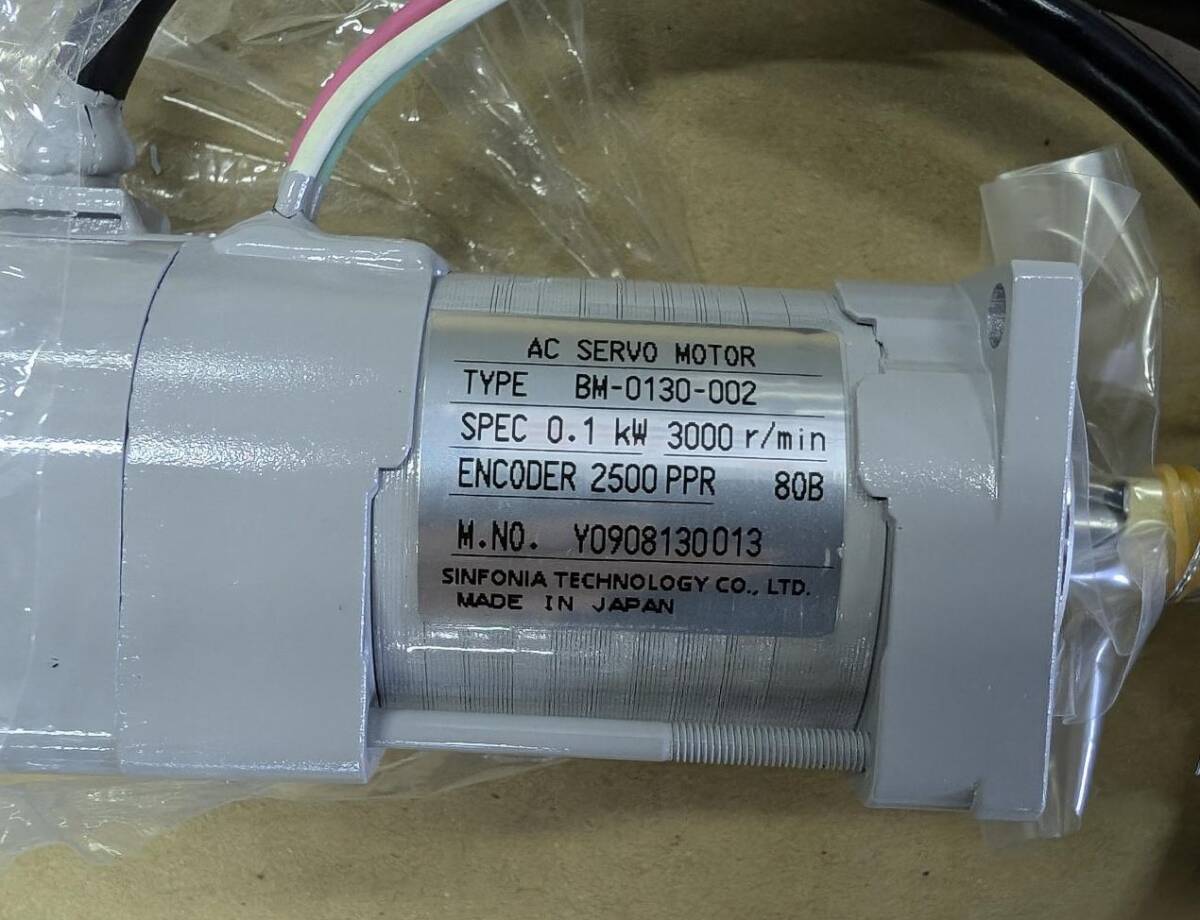 AC SERVO MOTOR
TYPE BM-0130-002
SPEC 0.1 kW 3000 r/min
ENCODER 2500 PPR 80B
M.NO. Y0908130013
SINFONIA TECHNOLOGY CO., LTD.
MADE IN JAPAN